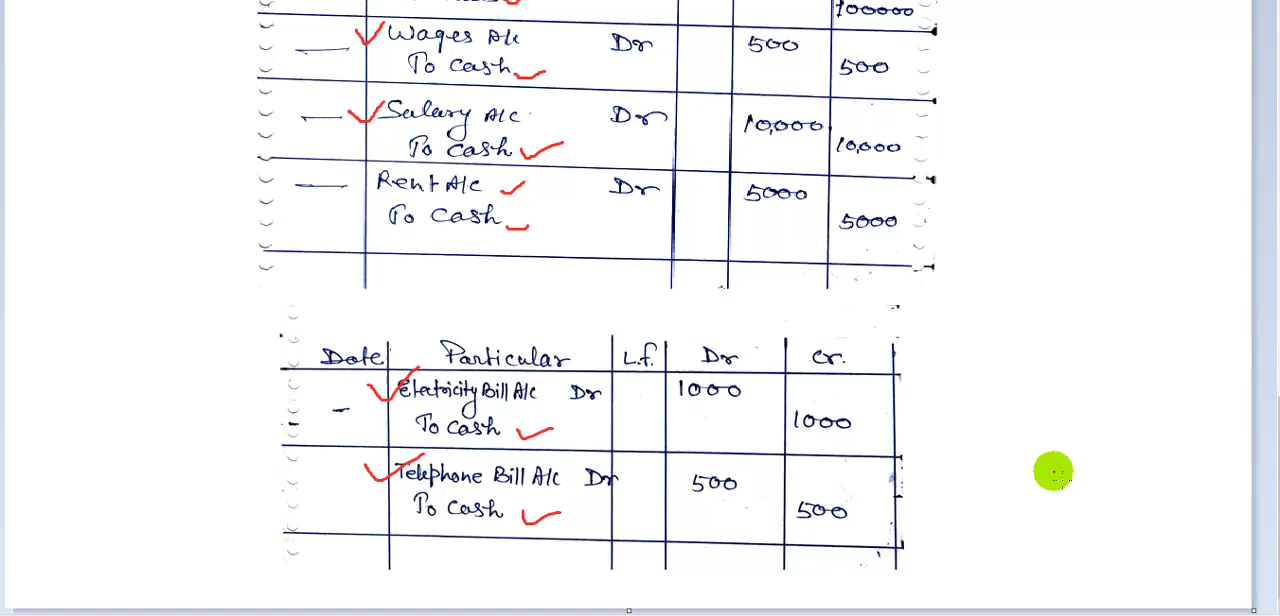 100000
Wages A/c Dr 500
To Cash 500
Salary A/c Dr 10,000
To Cash 10,000
Rent A/c Dr 5000
To Cash 5000
Date Particular L.f. Dr Cr.
Electricity Bill A/c Dr 1000
To Cash 1000
Telephone Bill A/c Dr 500
To Cash 500